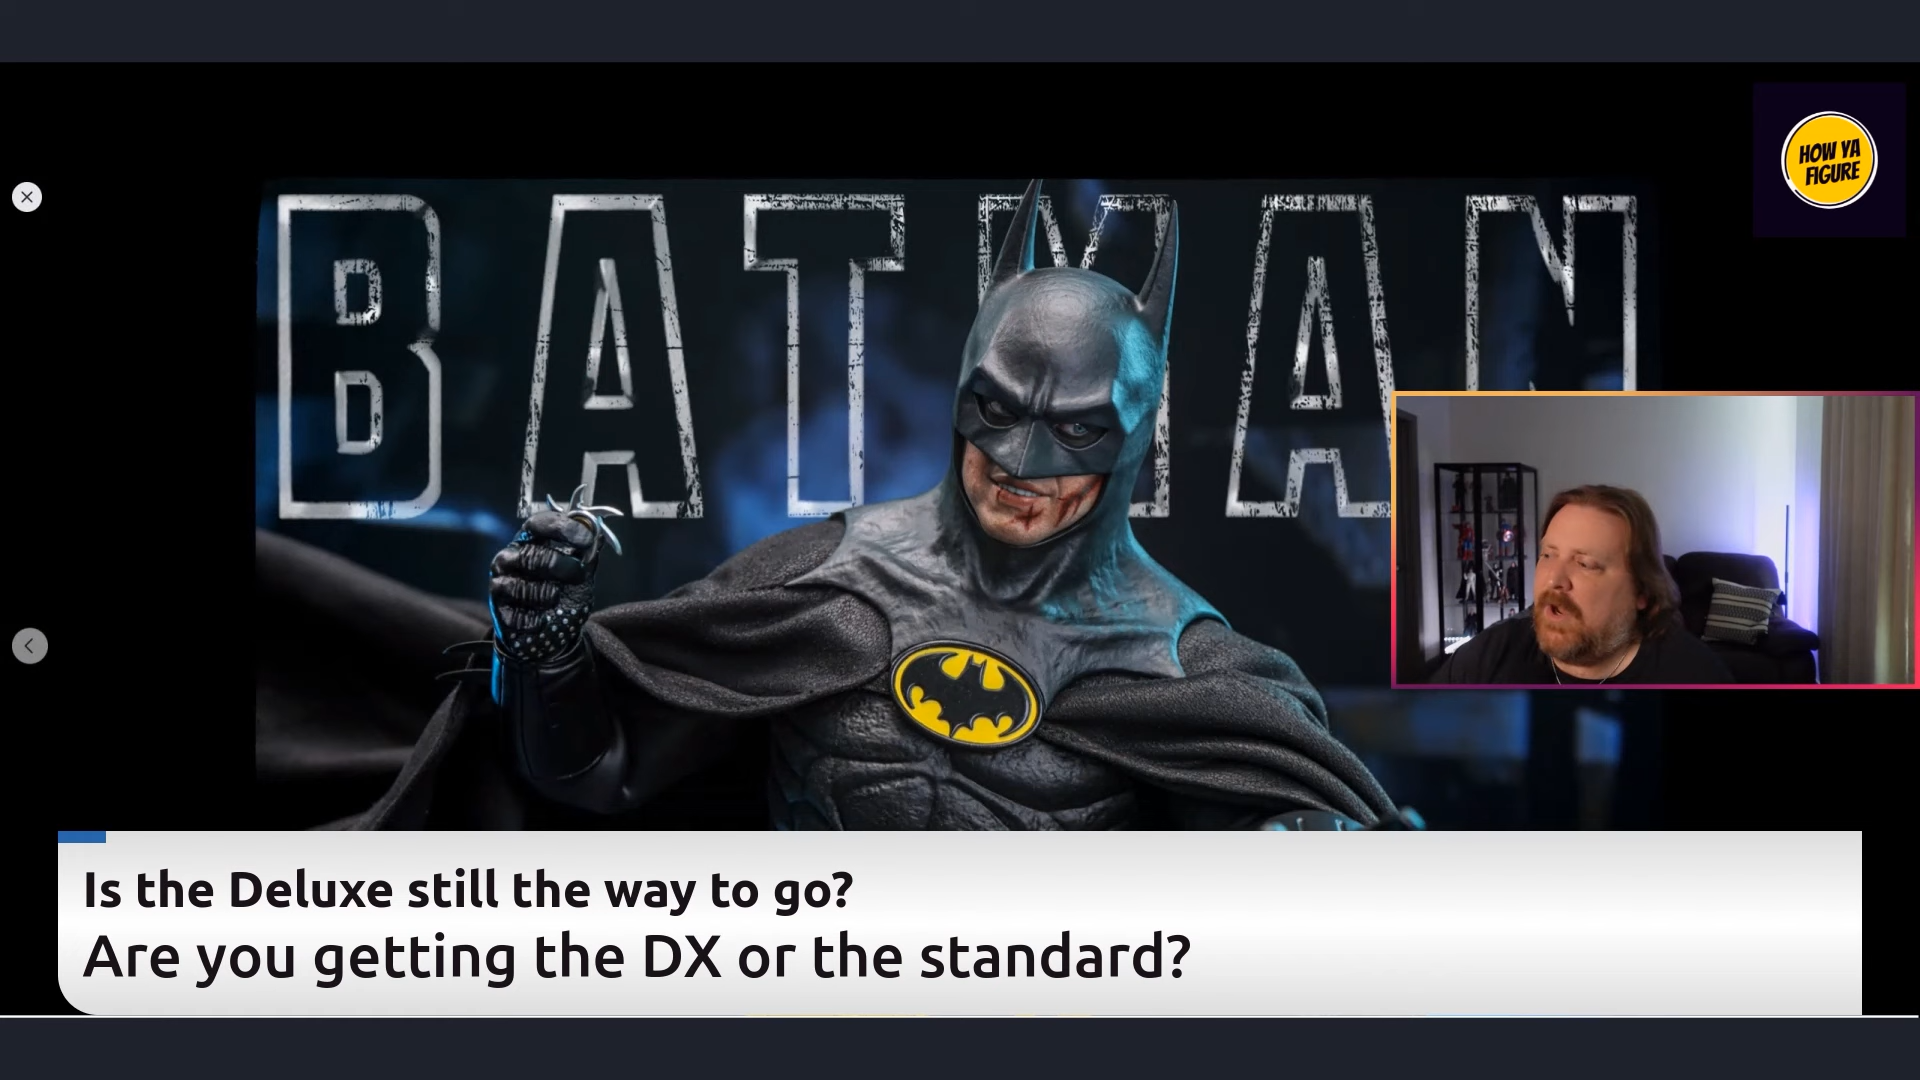 HOW YA
FIGURE
BATMAN
Is the Deluxe still the way to go?
Are you getting the DX or the standard?